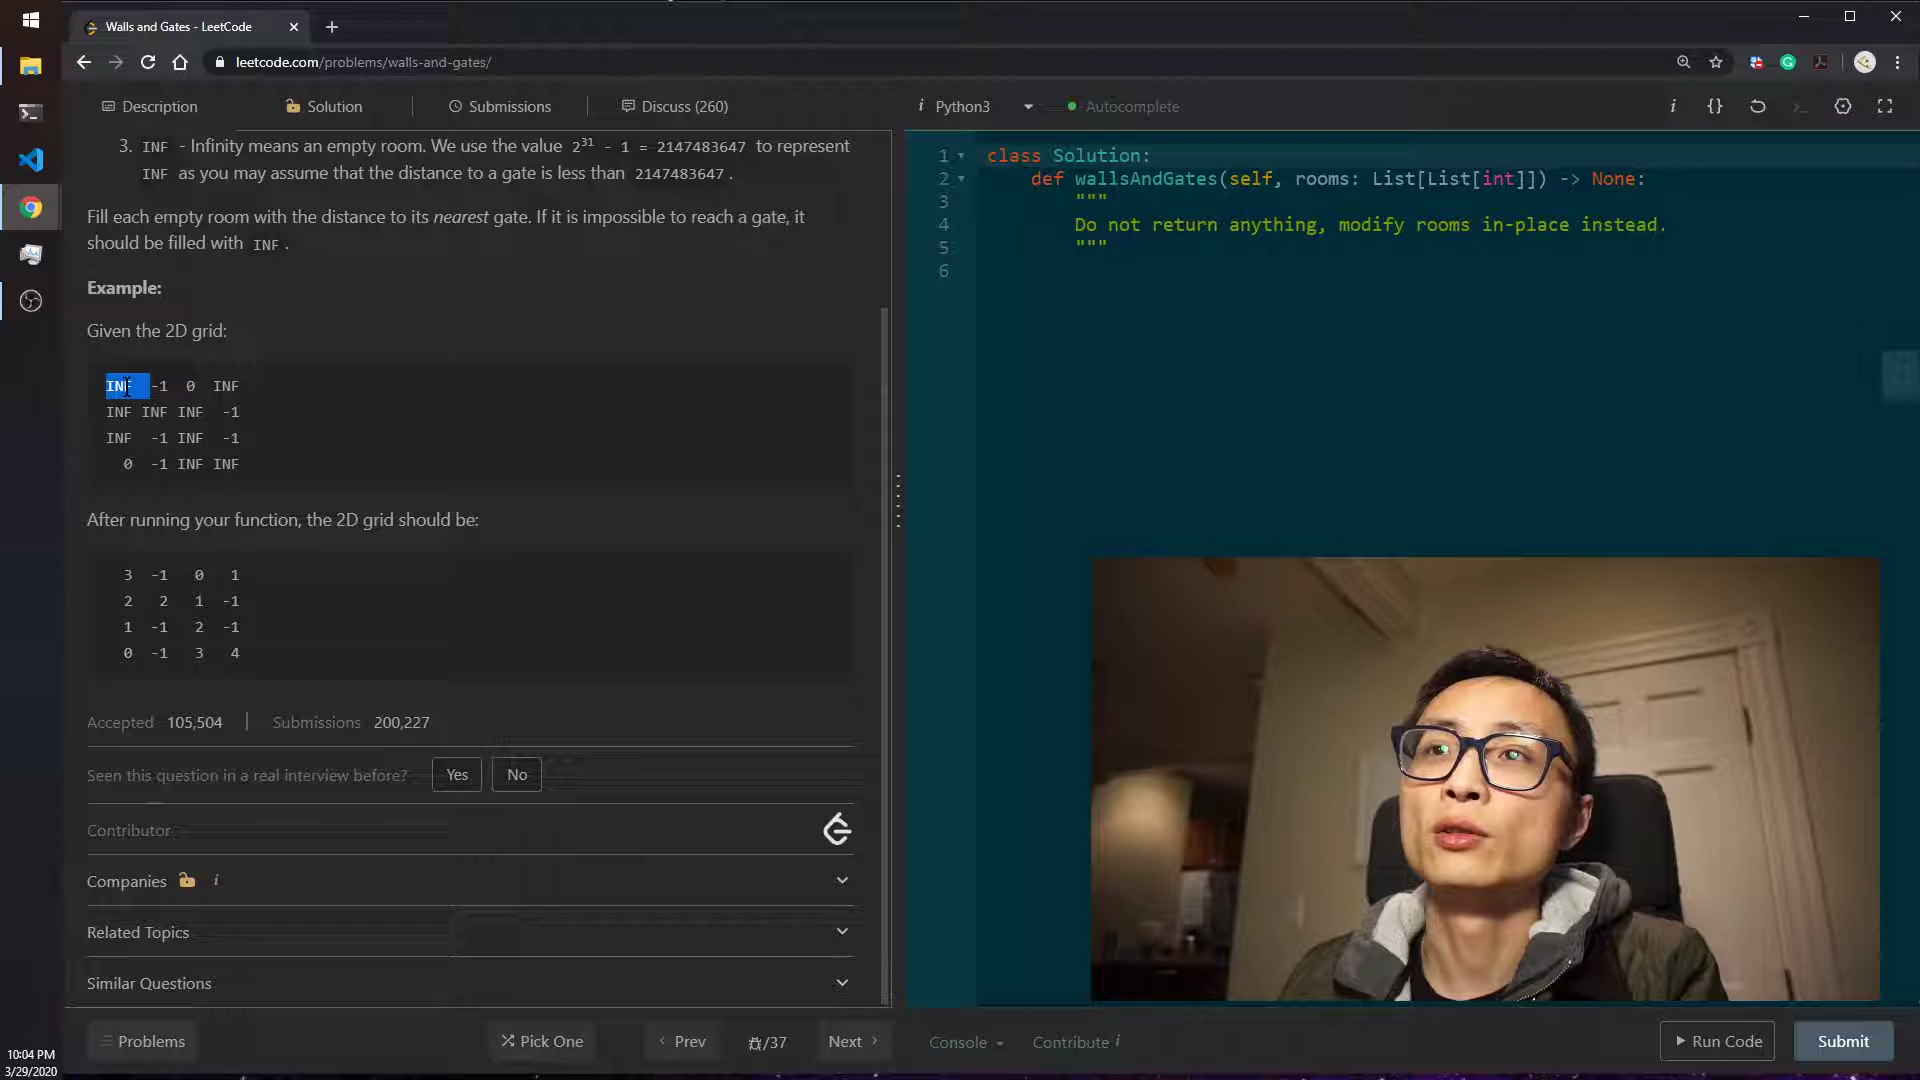 Walls and Gates - LeetCode
leetcode.com/problems/walls-and-gates/
Description
Solution
Submissions
Discuss (260)
i Python3
Autocomplete
i {}
3. INF - Infinity means an empty room. We use the value 2³¹ - 1 = 2147483647 to represent
INF as you may assume that the distance to a gate is less than 2147483647 .
Fill each empty room with the distance to its nearest gate. If it is impossible to reach a gate, it
should be filled with INF .
Example:
Given the 2D grid:
INF -1 0 INF
INF INF INF -1
INF -1 INF -1
0 -1 INF INF
After running your function, the 2D grid should be:
3 -1 0 1
2 2 1 -1
1 -1 2 -1
0 -1 3 4
Accepted 105,504 | Submissions 200,227
Seen this question in a real interview before? Yes No
Contributor
Companies i
Related Topics
Similar Questions
Problems
Pick One
Prev
/37
Next
1 class Solution:
2 def wallsAndGates(self, rooms: List[List[int]]) -> None:
3 """
4 Do not return anything, modify rooms in-place instead.
5 """
6
Console
Contribute i
Run Code
Submit
10:04 PM
3/29/2020